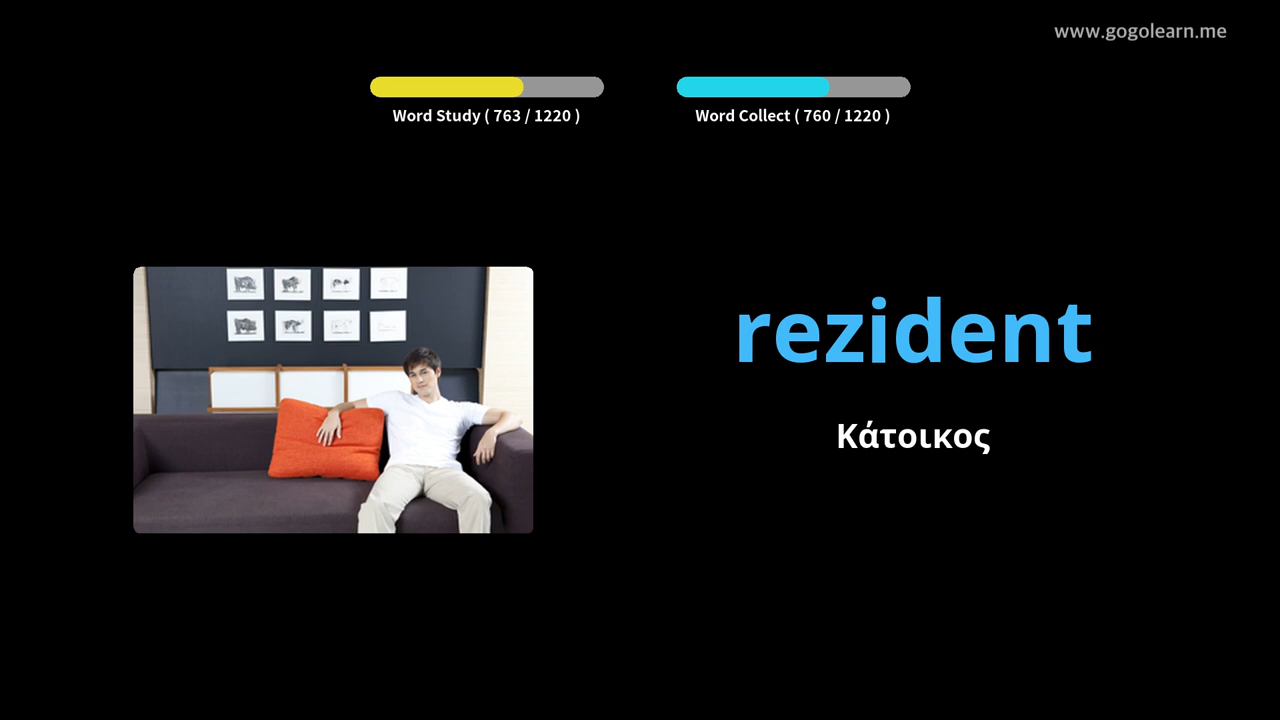 www.gogolearn.me
Word Study ( 763 / 1220 )
Word Collect ( 760 / 1220 )
rezident
Κάτοικος